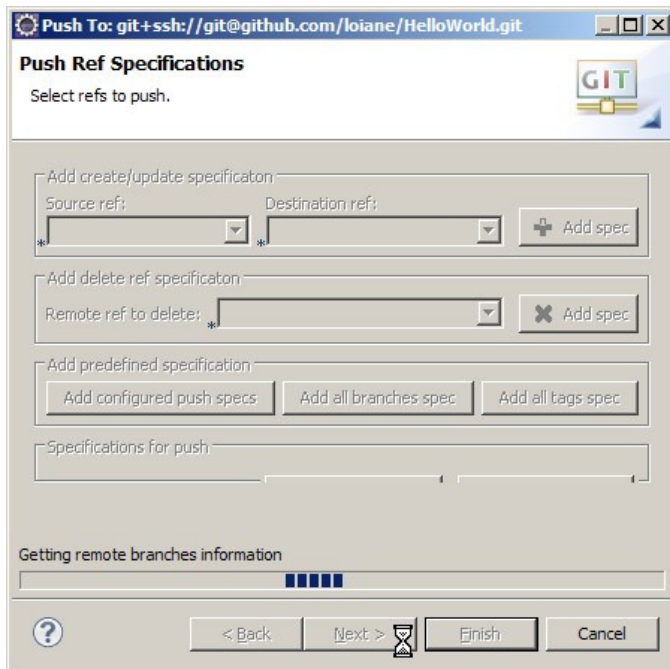 Push To: git+ssh://git@github.com/loiane/HelloWorld.git
Push Ref Specifications
Select refs to push.
GIT
Add create/update specificaton
Source ref: Destination ref:
* * Add spec
Add delete ref specificaton
Remote ref to delete: * Add spec
Add predefined specification
Add configured push specs Add all branches spec Add all tags spec
Specifications for push
Getting remote branches information
? < Back Next > Finish Cancel